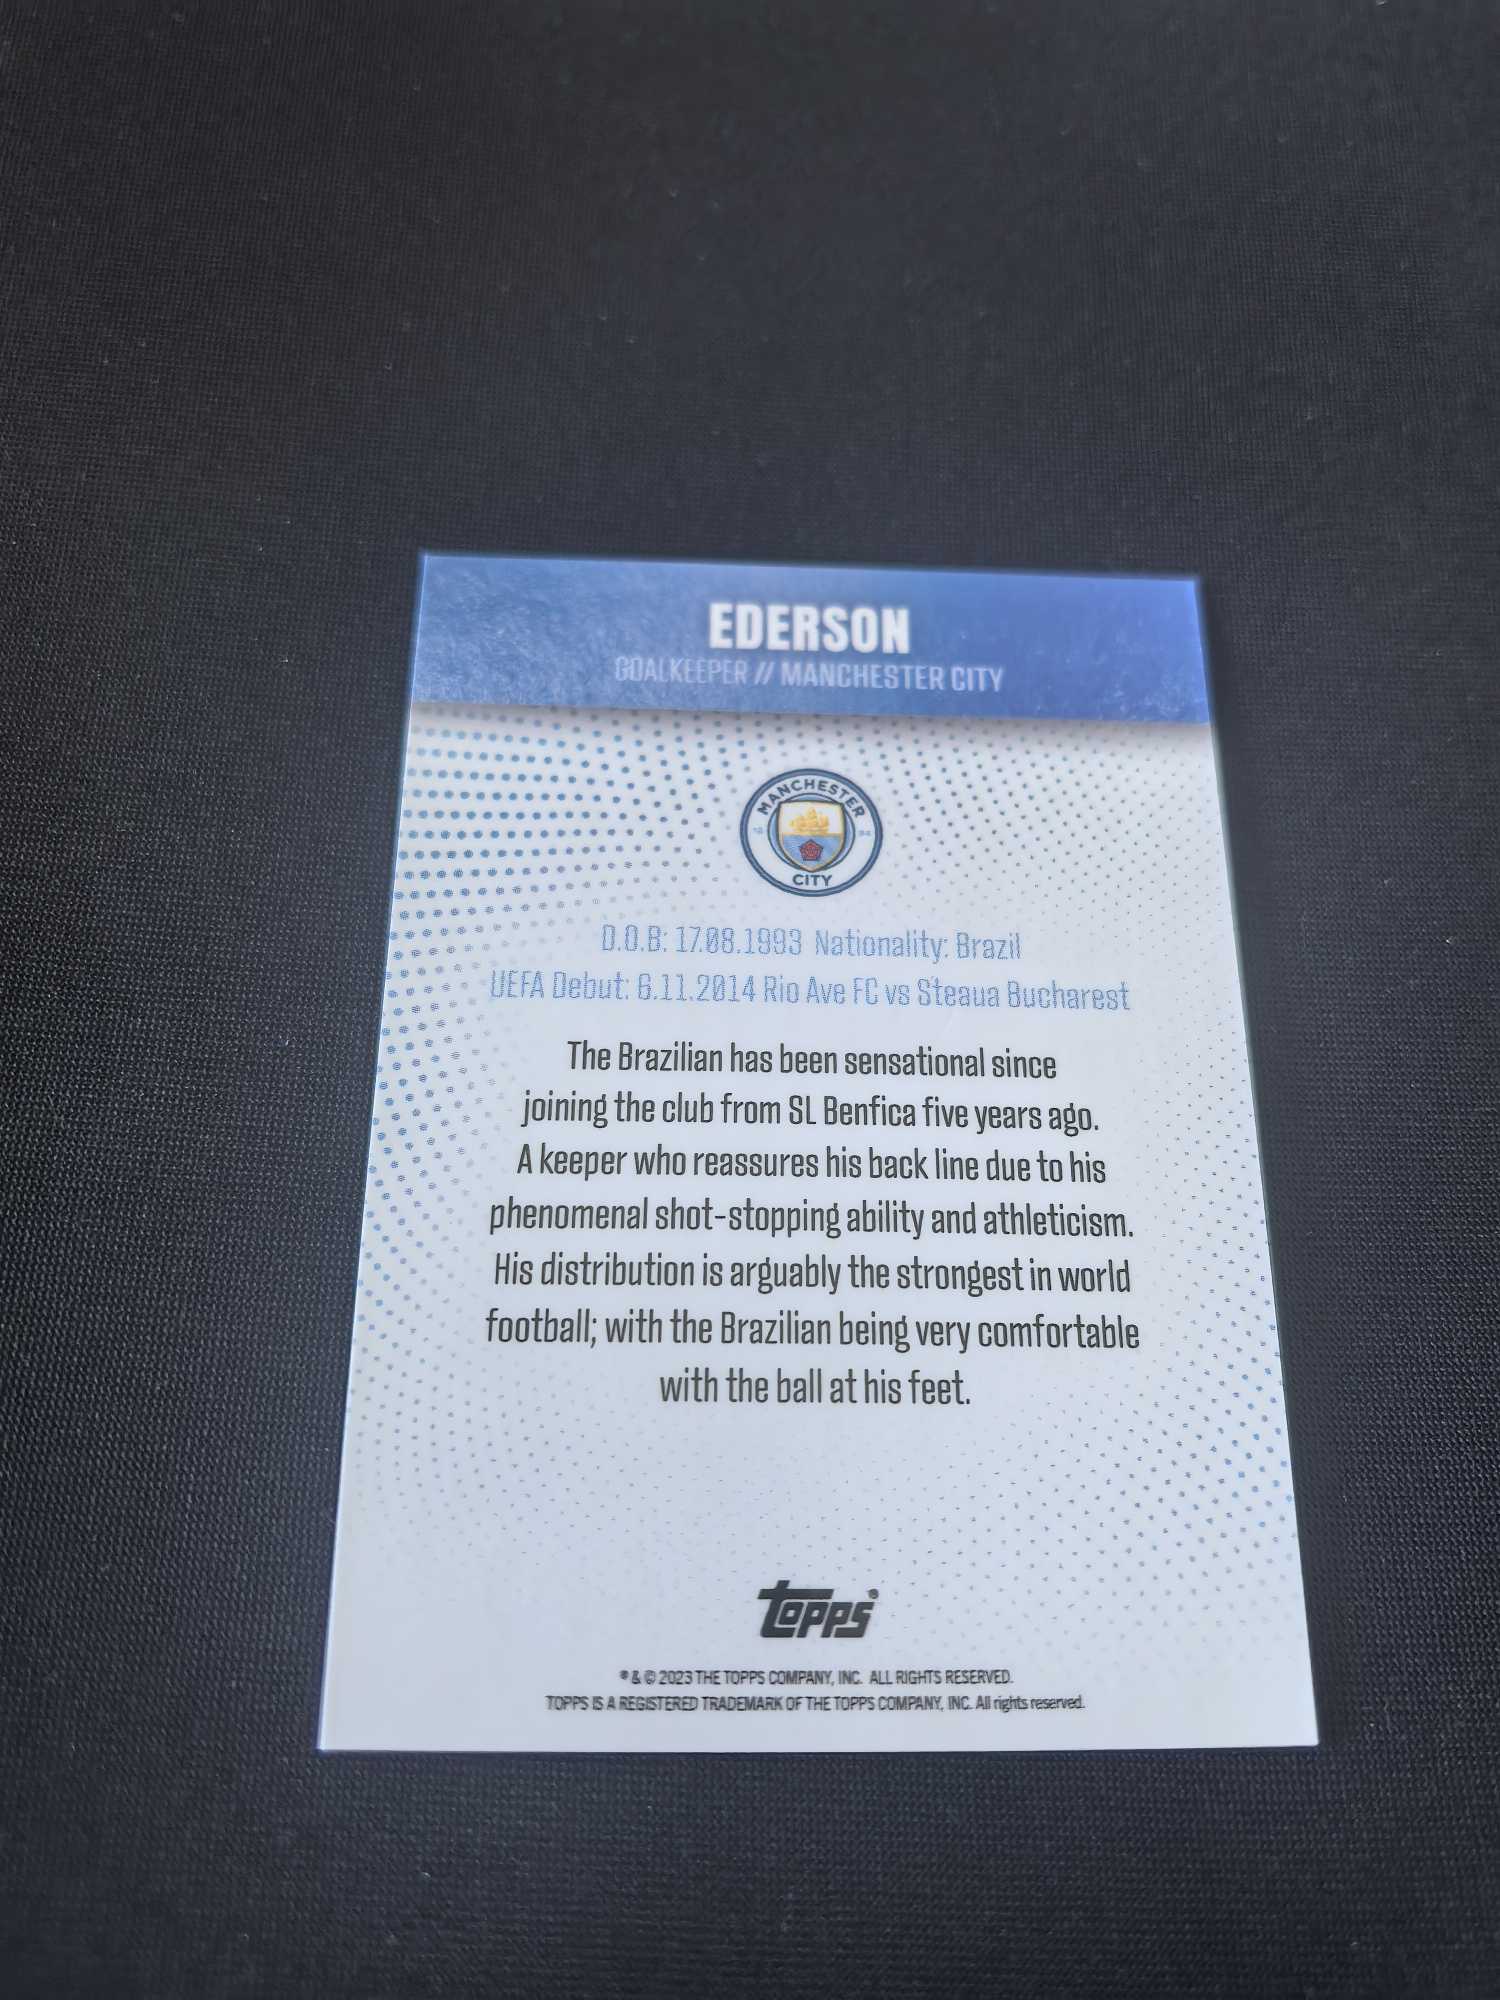 EDERSON
GOALKEEPER // MANCHESTER CITY
MANCHESTER
18 94
CITY
D.O.B: 17.08.1993 Nationality: Brazil
UEFA Debut: 6.11.2014 Rio Ave FC vs Steaua Bucharest
The Brazilian has been sensational since
joining the club from SL Benfica five years ago.
A keeper who reassures his back line due to his
phenomenal shot-stopping ability and athleticism.
His distribution is arguably the strongest in world
football; with the Brazilian being very comfortable
with the ball at his feet.
TOPPS®
® & © 2023 THE TOPPS COMPANY, INC. ALL RIGHTS RESERVED.
TOPPS IS A REGISTERED TRADEMARK OF THE TOPPS COMPANY, INC. All rights reserved.